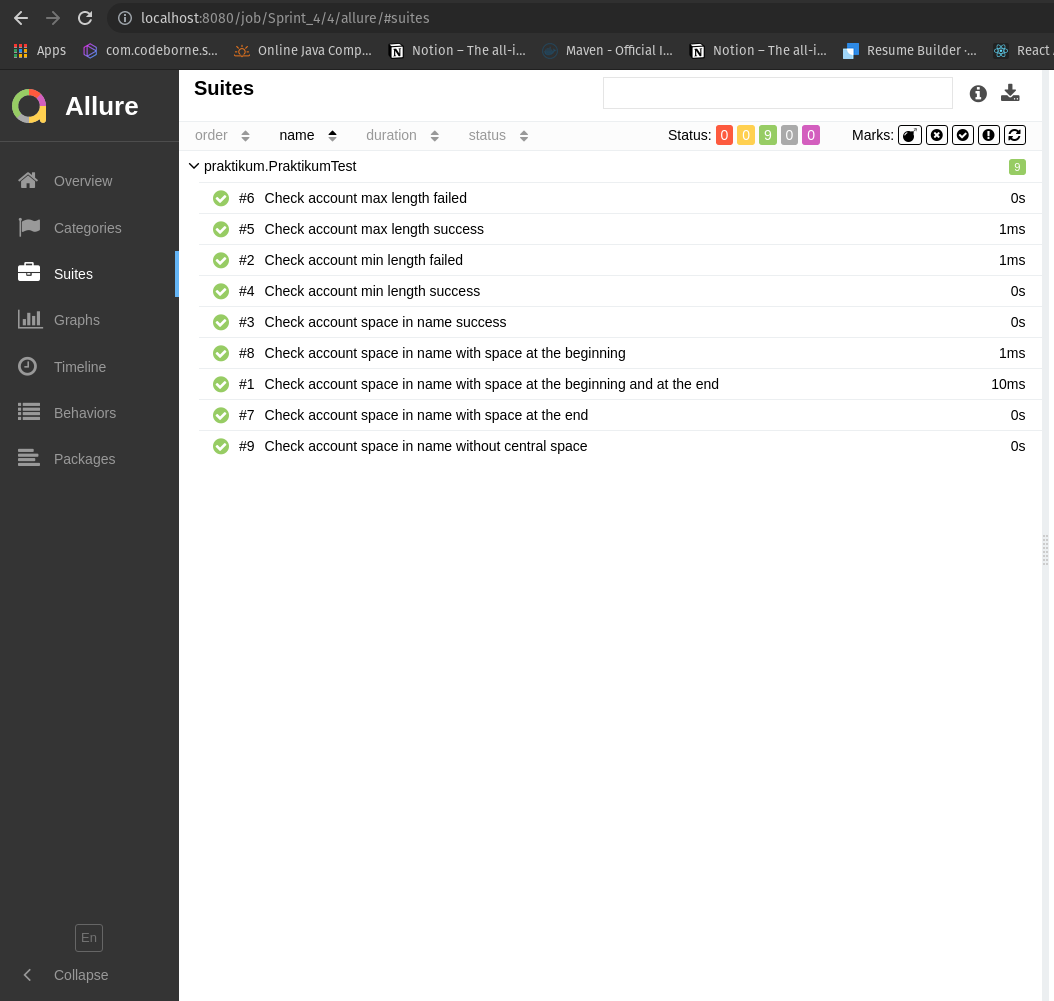 localhost:8080/job/Sprint_4/4/allure/#suites
Apps com.codeborne.s... Online Java Comp... Notion – The all-i... Maven - Official I... Notion – The all-i... Resume Builder ·... React
Allure
Overview
Categories
Suites
Graphs
Timeline
Behaviors
Packages
En
Collapse
Suites
order name duration status Status: 0 0 9 0 0 Marks:
praktikum.PraktikumTest 9
#6 Check account max length failed 0s
#5 Check account max length success 1ms
#2 Check account min length failed 1ms
#4 Check account min length success 0s
#3 Check account space in name success 0s
#8 Check account space in name with space at the beginning 1ms
#1 Check account space in name with space at the beginning and at the end 10ms
#7 Check account space in name with space at the end 0s
#9 Check account space in name without central space 0s